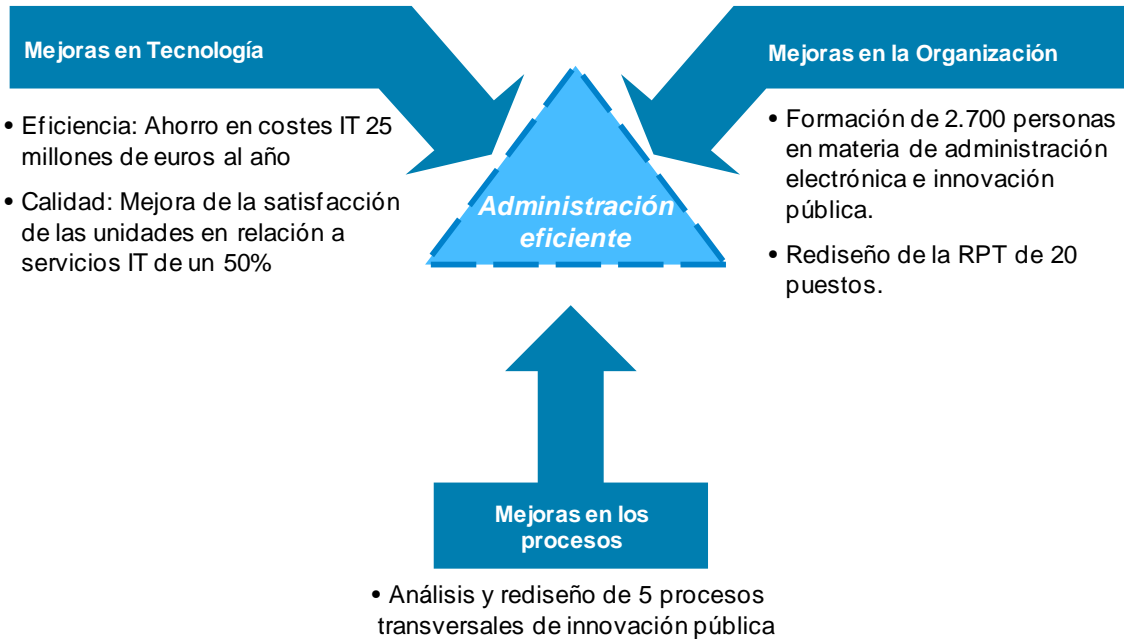 Mejoras en Tecnología
• Eficiencia: Ahorro en costes IT 25
millones de euros al año
• Calidad: Mejora de la satisfacción
de las unidades en relación a
servicios IT de un 50%
Administración
eficiente
Mejoras en la Organización
• Formación de 2.700 personas
en materia de administración
electrónica e innovación
pública.
• Rediseño de la RPT de 20
puestos.
Mejoras en los
procesos
• Análisis y rediseño de 5 procesos
transversales de innovación pública